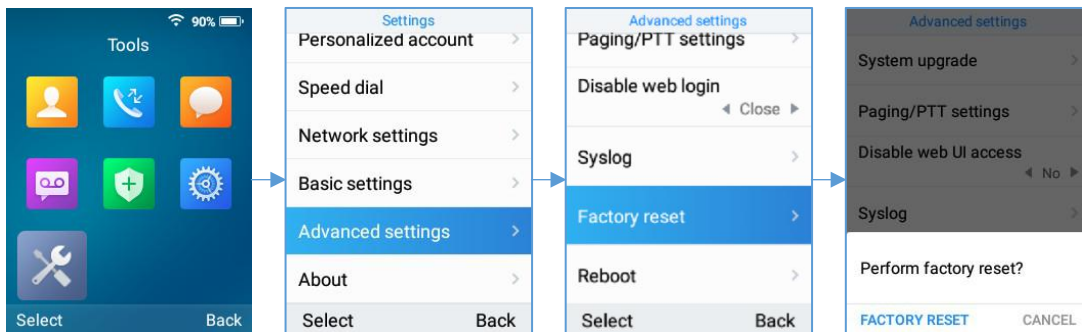 90%
Tools
Select Back
Settings
Personalized account
Speed dial
Network settings
Basic settings
Advanced settings
About
Select Back
Advanced settings
Paging/PTT settings
Disable web login
Close
Syslog
Factory reset
Reboot
Select Back
Advanced settings
System upgrade
Paging/PTT settings
Disable web UI access
No
Syslog
Perform factory reset?
FACTORY RESET CANCEL